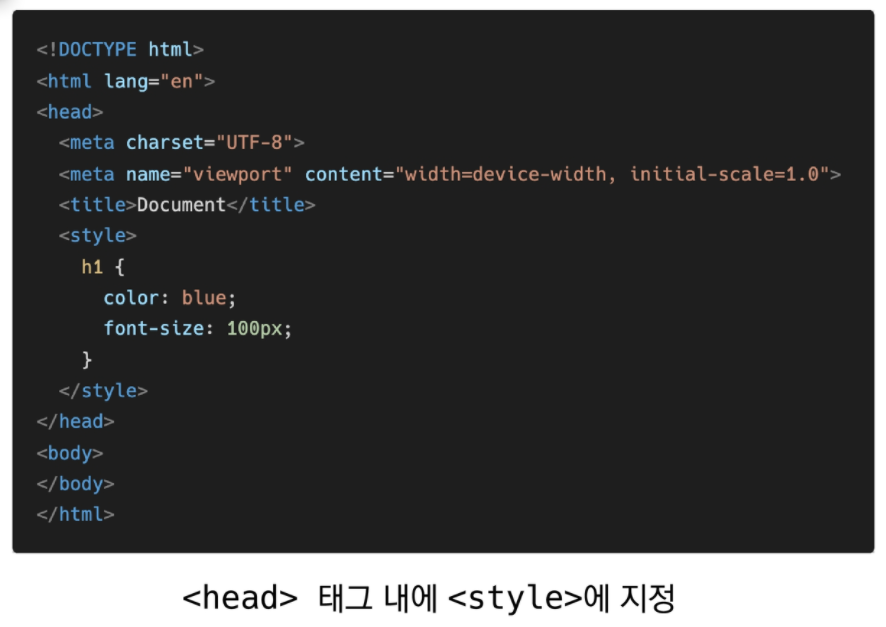 <!DOCTYPE html>
<html lang="en">
<head>
  <meta charset="UTF-8">
  <meta name="viewport" content="width=device-width, initial-scale=1.0">
  <title>Document</title>
  <style>
    h1 {
      color: blue;
      font-size: 100px;
    }
  </style>
</head>
<body>
</body>
</html>
<head> 태그 내에 <style>에 지정